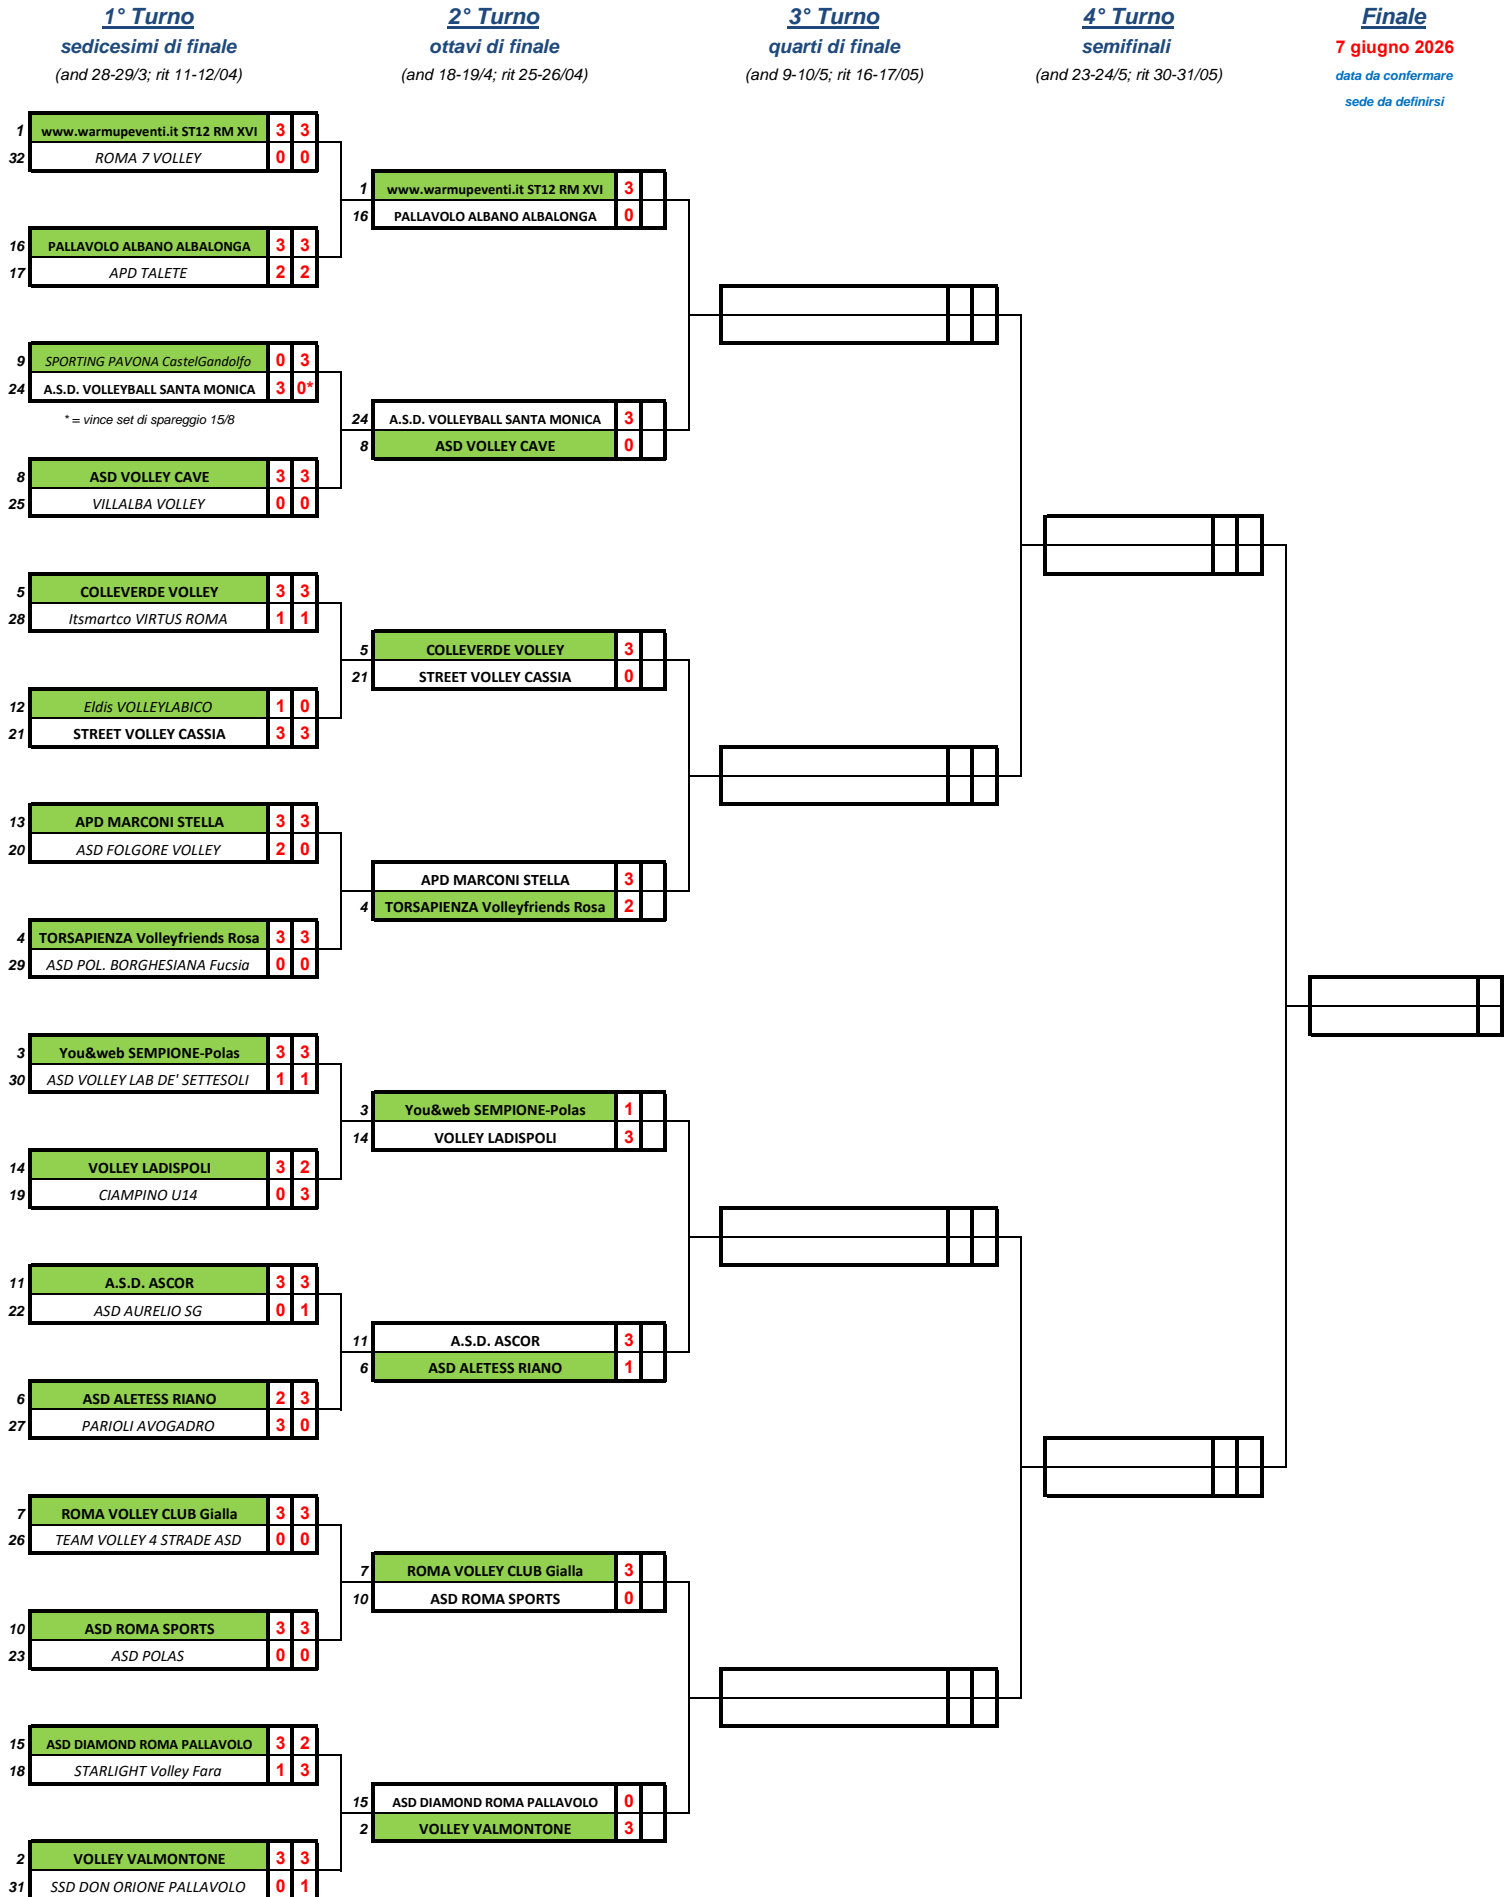 1° Turno
2° Turno
3° Turno
4° Turno
Finale
sedicesimi di finale
ottavi di finale
quarti di finale
semifinali
7 giugno 2026
(and 28-29/3; rit 11-12/04)
(and 18-19/4; rit 25-26/04)
(and 9-10/5; rit 16-17/05)
(and 23-24/5; rit 30-31/05)
data da confermare
sede da definirsi
1 www.warmupeventi.it ST12 RM XVI 3 3
32 ROMA 7 VOLLEY 0 0
1 www.warmupeventi.it ST12 RM XVI 3
16 PALLAVOLO ALBANO ALBALONGA 0
16 PALLAVOLO ALBANO ALBALONGA 3 3
17 APD TALETE 2 2
9 SPORTING PAVONA CastelGandolfo 0 3
24 A.S.D. VOLLEYBALL SANTA MONICA 3 0*
* = vince set di spareggio 15/8
24 A.S.D. VOLLEYBALL SANTA MONICA 3
8 ASD VOLLEY CAVE 0
8 ASD VOLLEY CAVE 3 3
25 VILLALBA VOLLEY 0 0
5 COLLEVERDE VOLLEY 3 3
28 Itsmartco VIRTUS ROMA 1 1
5 COLLEVERDE VOLLEY 3
21 STREET VOLLEY CASSIA 0
12 Eldis VOLLEYLABICO 1 0
21 STREET VOLLEY CASSIA 3 3
13 APD MARCONI STELLA 3 3
20 ASD FOLGORE VOLLEY 2 0
APD MARCONI STELLA 3
4 TORSAPIENZA Volleyfriends Rosa 2
4 TORSAPIENZA Volleyfriends Rosa 3 3
29 ASD POL. BORGHESIANA Fucsia 0 0
3 You&web SEMPIONE-Polas 3 3
30 ASD VOLLEY LAB DE' SETTESOLI 1 1
3 You&web SEMPIONE-Polas 1
14 VOLLEY LADISPOLI 3
14 VOLLEY LADISPOLI 3 2
19 CIAMPINO U14 0 3
11 A.S.D. ASCOR 3 3
22 ASD AURELIO SG 0 1
11 A.S.D. ASCOR 3
6 ASD ALETESS RIANO 1
6 ASD ALETESS RIANO 2 3
27 PARIOLI AVOGADRO 3 0
7 ROMA VOLLEY CLUB Gialla 3 3
26 TEAM VOLLEY 4 STRADE ASD 0 0
7 ROMA VOLLEY CLUB Gialla 3
10 ASD ROMA SPORTS 0
10 ASD ROMA SPORTS 3 3
23 ASD POLAS 0 0
15 ASD DIAMOND ROMA PALLAVOLO 3 2
18 STARLIGHT Volley Fara 1 3
15 ASD DIAMOND ROMA PALLAVOLO 0
2 VOLLEY VALMONTONE 3
2 VOLLEY VALMONTONE 3 3
31 SSD DON ORIONE PALLAVOLO 0 1